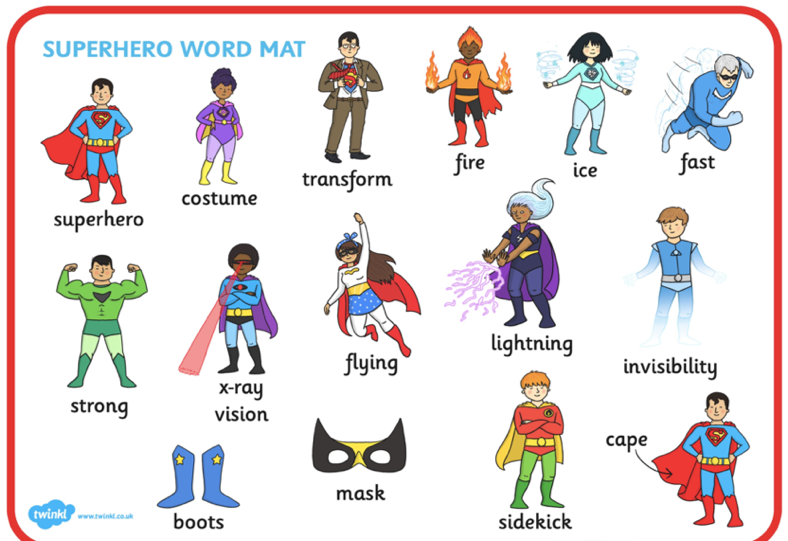 SUPERHERO WORD MAT
superhero
costume
transform
fire
ice
fast
strong
x-ray
vision
flying
lightning
invisibility
boots
mask
sidekick
cape
twinkl
www.twinkl.co.uk